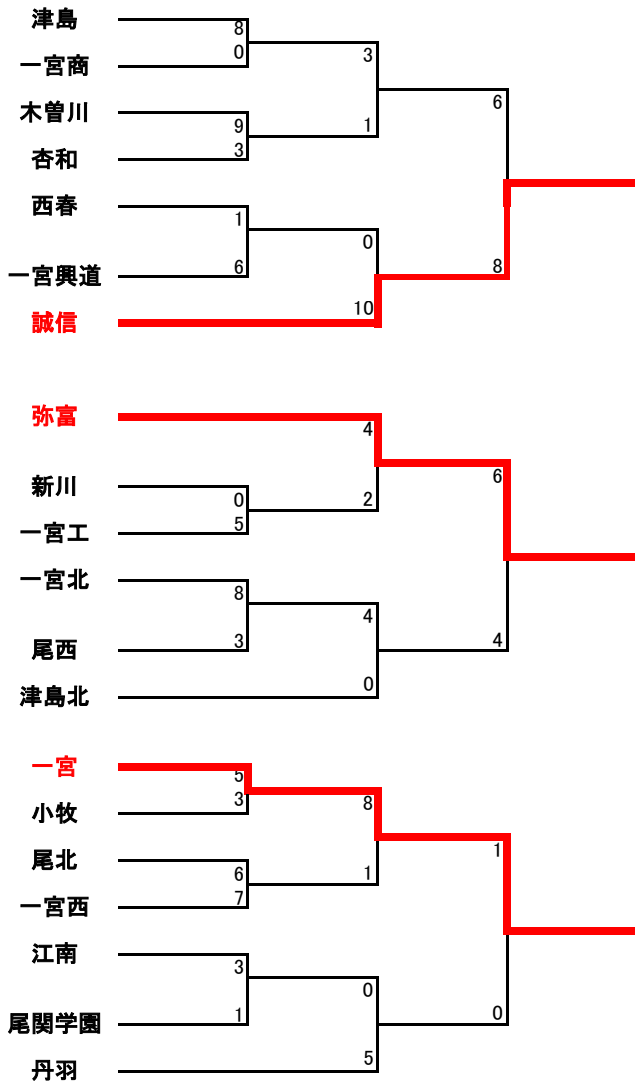 津島
8
一宮商
0
3
木曽川
9
杏和
3
1
6
西春
1
一宮興道
6
0
誠信
10
8
弥富
4
新川
0
一宮工
5
2
6
一宮北
8
尾西
3
4
津島北
0
4
一宮
5
小牧
3
8
尾北
6
一宮西
7
1
1
江南
3
尾関学園
1
0
丹羽
5
0